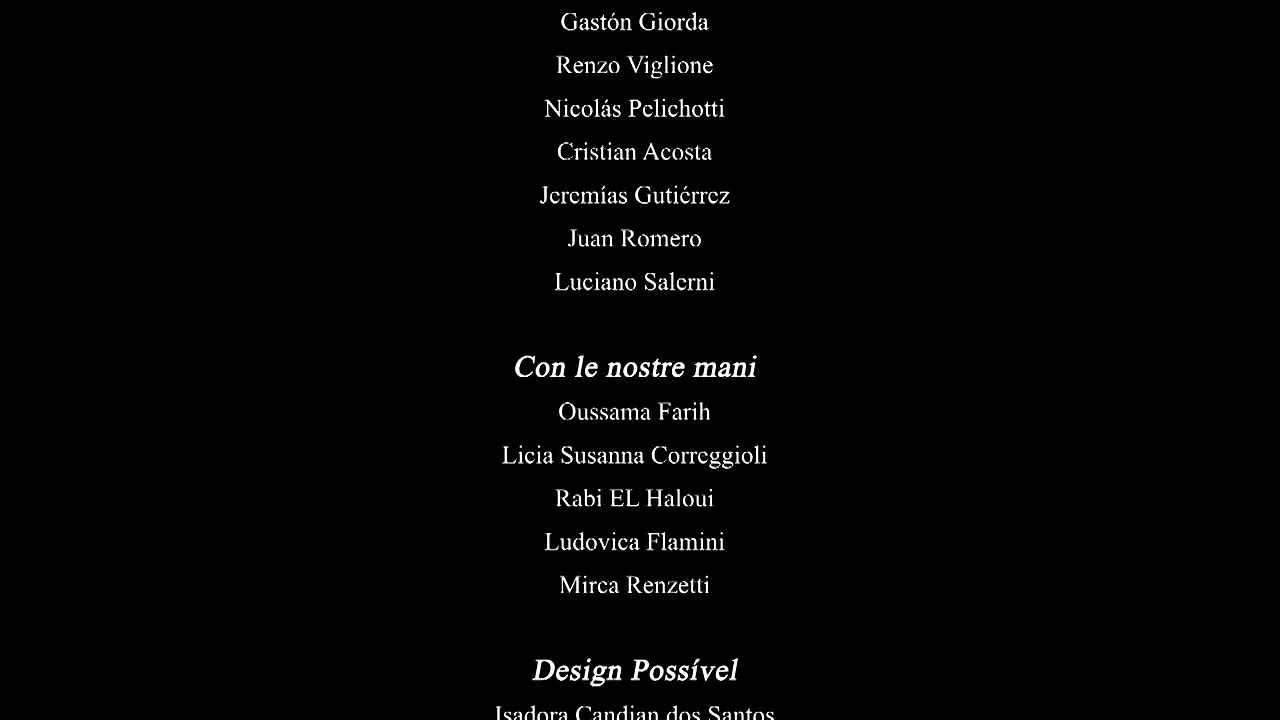 Gastón Giorda
Renzo Viglione
Nicolás Pelichotti
Cristian Acosta
Jeremías Gutiérrez
Juan Romero
Luciano Salerni
Con le nostre mani
Oussama Farih
Licia Susanna Correggioli
Rabi EL Haloui
Ludovica Flamini
Mirca Renzetti
Design Possível
Isadora Candian dos Santos